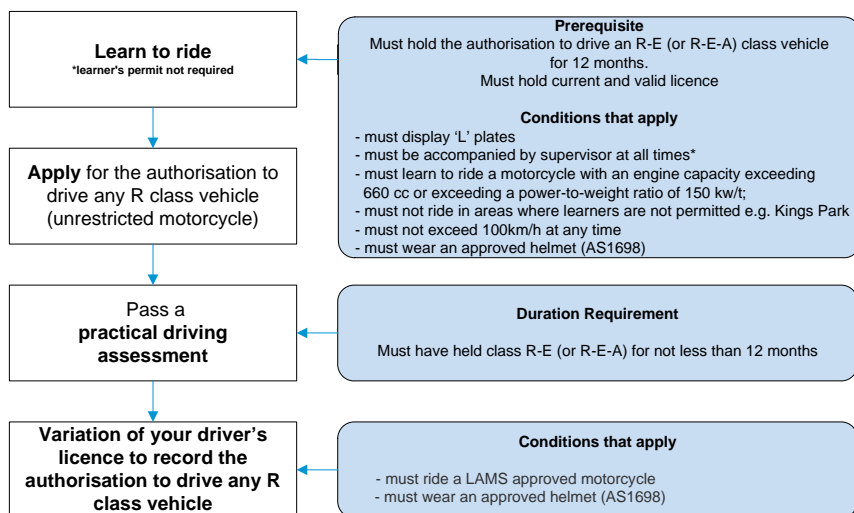 Learn to ride
*learner's permit not required
Prerequisite
Must hold the authorisation to drive an R-E (or R-E-A) class vehicle
for 12 months.
Must hold current and valid licence
Conditions that apply
- must display ‘L’ plates
- must be accompanied by supervisor at all times*
- must learn to ride a motorcycle with an engine capacity exceeding
660 cc or exceeding a power-to-weight ratio of 150 kw/t;
- must not ride in areas where learners are not permitted e.g. Kings Park
- must not exceed 100km/h at any time
- must wear an approved helmet (AS1698)
Apply for the authorisation to
drive any R class vehicle
(unrestricted motorcycle)
Pass a
practical driving
assessment
Duration Requirement
Must have held class R-E (or R-E-A) for not less than 12 months
Variation of your driver’s
licence to record the
authorisation to drive any R
class vehicle
Conditions that apply
- must ride a LAMS approved motorcycle
- must wear an approved helmet (AS1698)